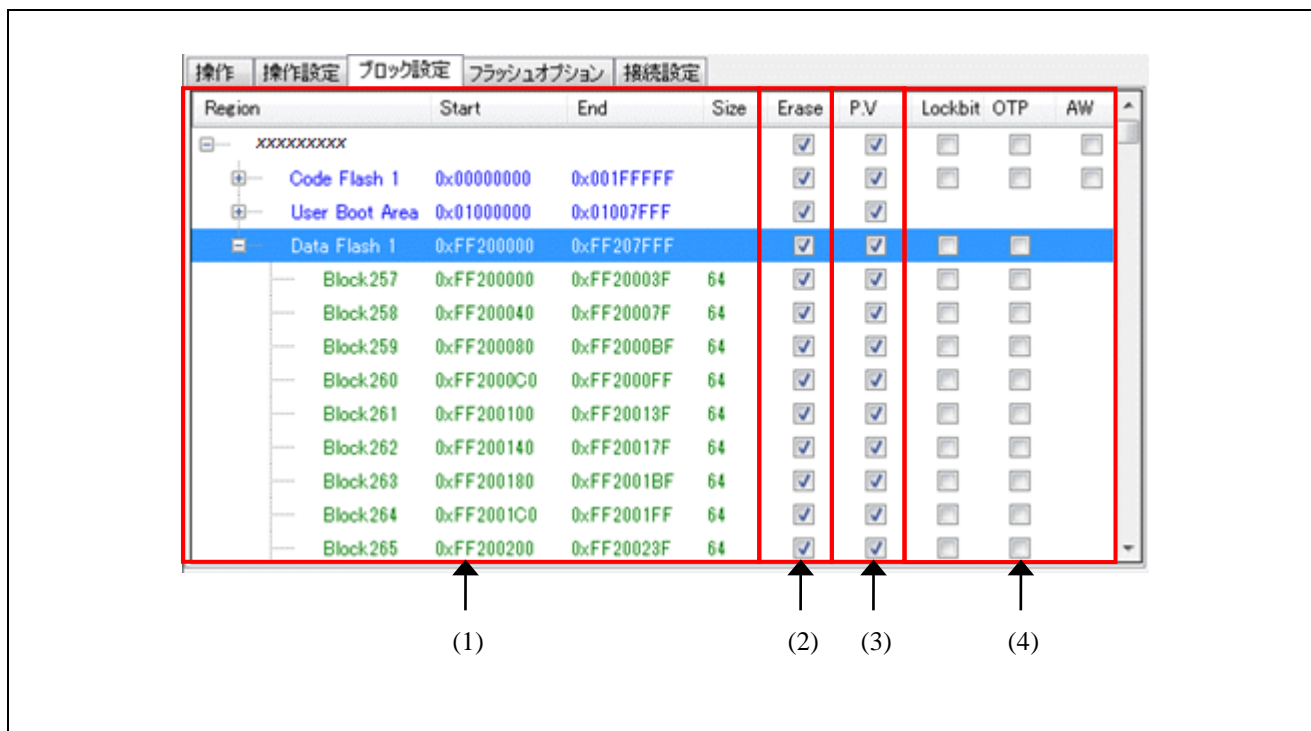 操作 操作設定 ブロック設定 フラッシュオプション 接続設定
Region Start End Size Erase P.V Lockbit OTP AW
xxxxxxxxx
Code Flash 1 0x00000000 0x001FFFFF
User Boot Area 0x01000000 0x01007FFF
Data Flash 1 0xFF200000 0xFF207FFF
Block257 0xFF200000 0xFF20003F 64
Block258 0xFF200040 0xFF20007F 64
Block259 0xFF200080 0xFF2000BF 64
Block260 0xFF2000C0 0xFF2000FF 64
Block261 0xFF200100 0xFF20013F 64
Block262 0xFF200140 0xFF20017F 64
Block263 0xFF200180 0xFF2001BF 64
Block264 0xFF2001C0 0xFF2001FF 64
Block265 0xFF200200 0xFF20023F 64
(1) (2) (3) (4)